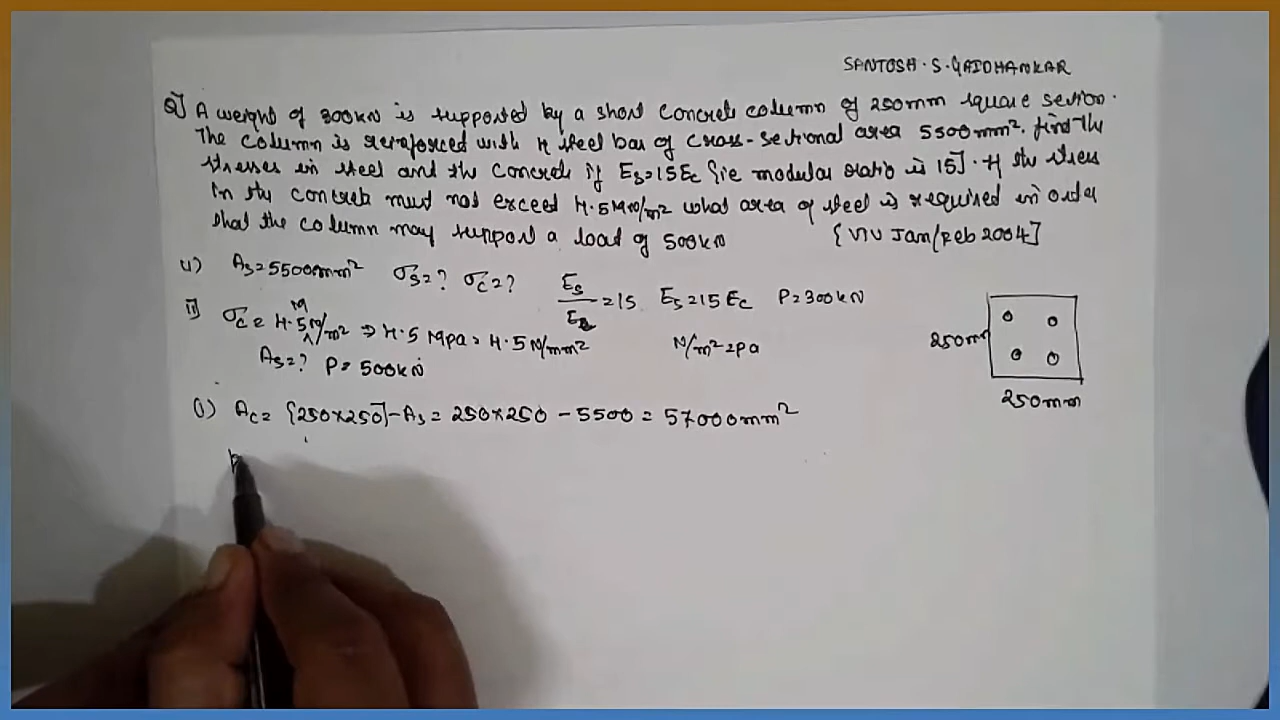 SANTOSH. S. GAIDHANKAR
Q] A weight of 300kN is supported by a short concrete column of 250mm square section.
The column is reinforced with 4 steel bar of cross-sectional area 5500mm². find the
stresses in steel and the concrete if Es=15Ec {ie modular ratio is 15]. If the stress
in the concrete must not exceed 4.5MN/m² what area of steel is required in order
that the column may support a load of 500kN {VTU Jan/Feb 2004]
As=5500mm² σs=? σc=? Es/Ec=15 Es=15Ec P=300kN
ii] σc= 4.5MN/m² ⇒ 4.5 Mpa= 4.5N/mm² N/m²=pa
As=? P= 500kN
250mm
250mm
i) Ac= {250×250]-As= 250×250 - 5500 = 57000mm²